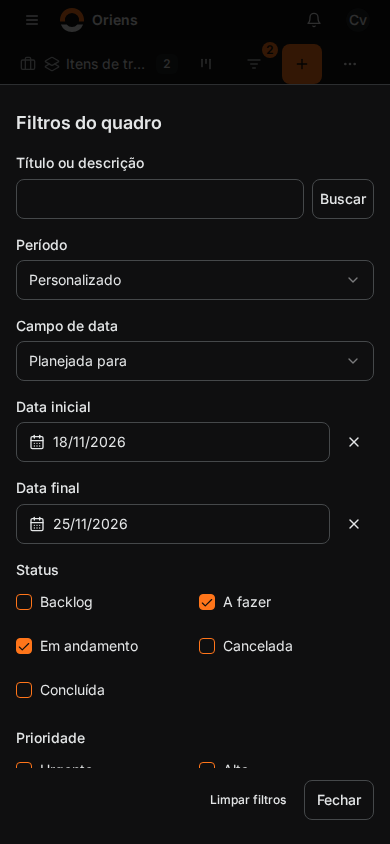 Oriens
Cv
Itens de tr...
2
2
Filtros do quadro
Título ou descrição
Buscar
Período
Personalizado
Campo de data
Planejada para
Data inicial
18/11/2026
Data final
25/11/2026
Status
Backlog
A fazer
Em andamento
Cancelada
Concluída
Prioridade
Urgente
Alta
Limpar filtros
Fechar